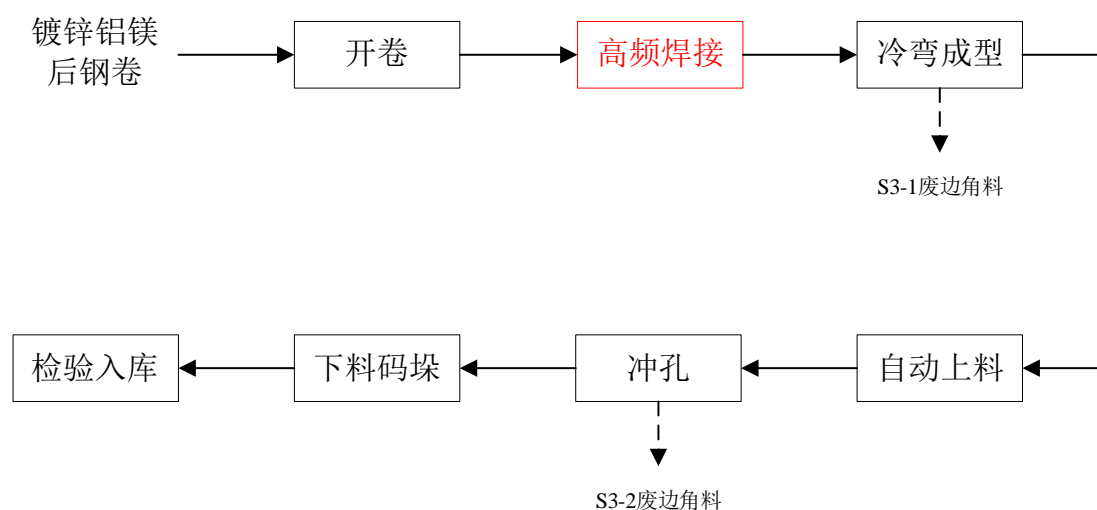 镀锌铝镁
后钢卷
开卷
高频焊接
冷弯成型
S3-1废边角料
检验入库
下料码垛
冲孔
自动上料
S3-2废边角料